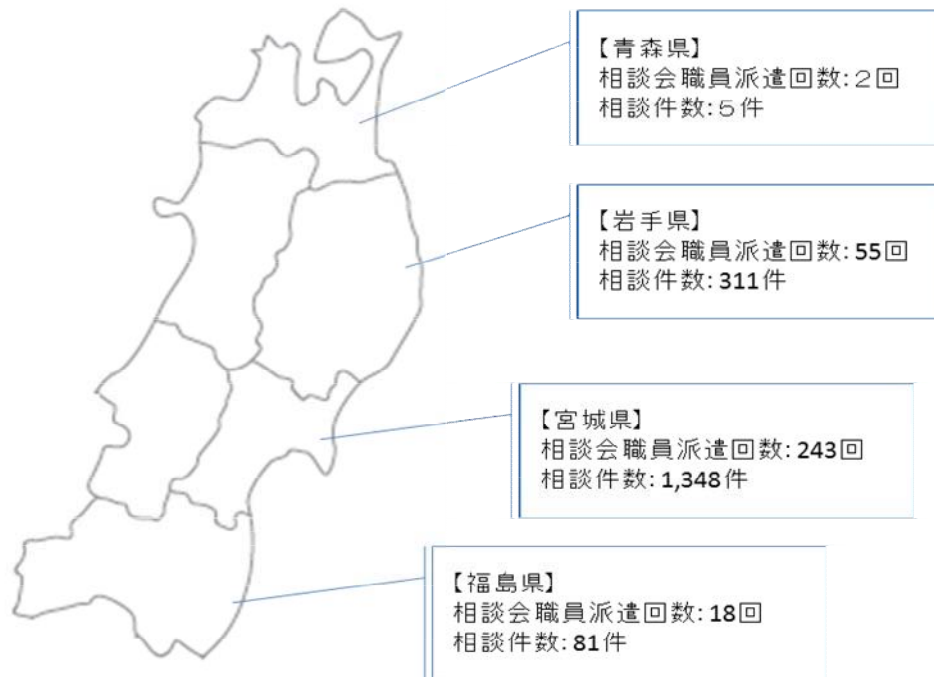 【青森県】
相談会職員派遣回数:２回
相談件数:５件
【岩手県】
相談会職員派遣回数:55回
相談件数:311件
【宮城県】
相談会職員派遣回数:243回
相談件数:1,348件
【福島県】
相談会職員派遣回数:18回
相談件数:81件